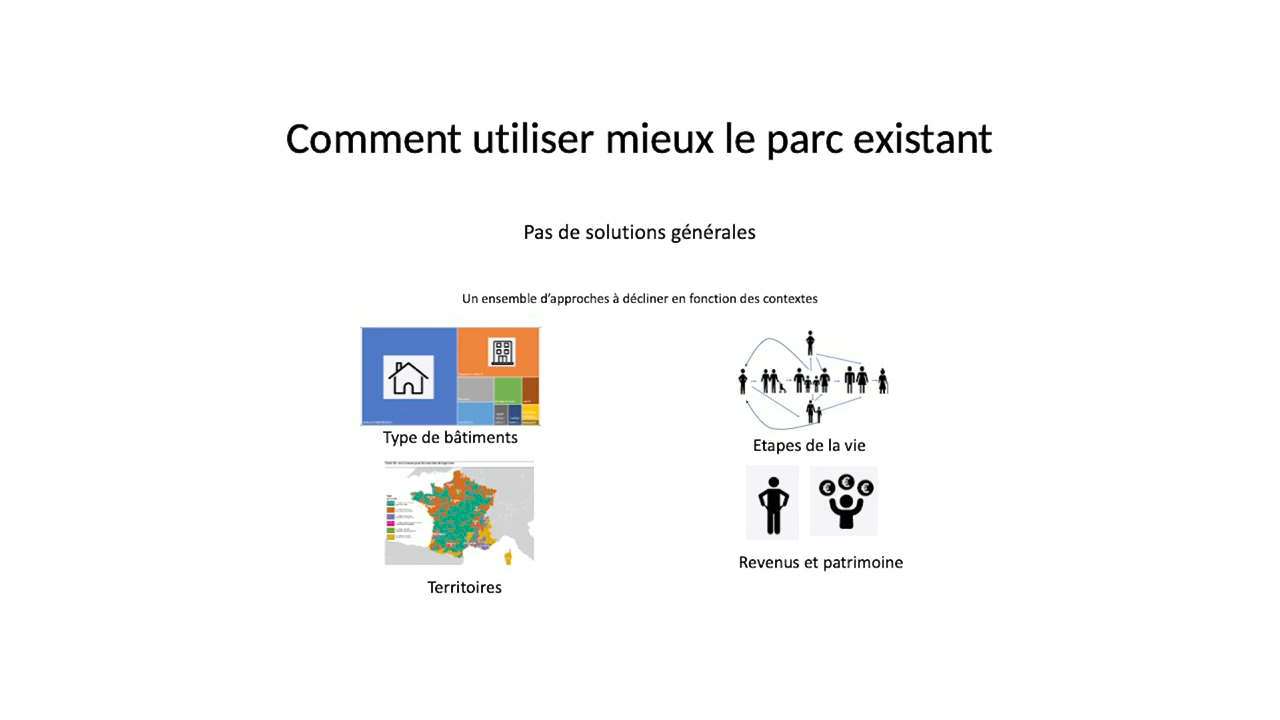 Comment utiliser mieux le parc existant
Pas de solutions générales
Un ensemble d'approches à décliner en fonction des contextes
Type de bâtiments
Etapes de la vie
Territoires
Revenus et patrimoine